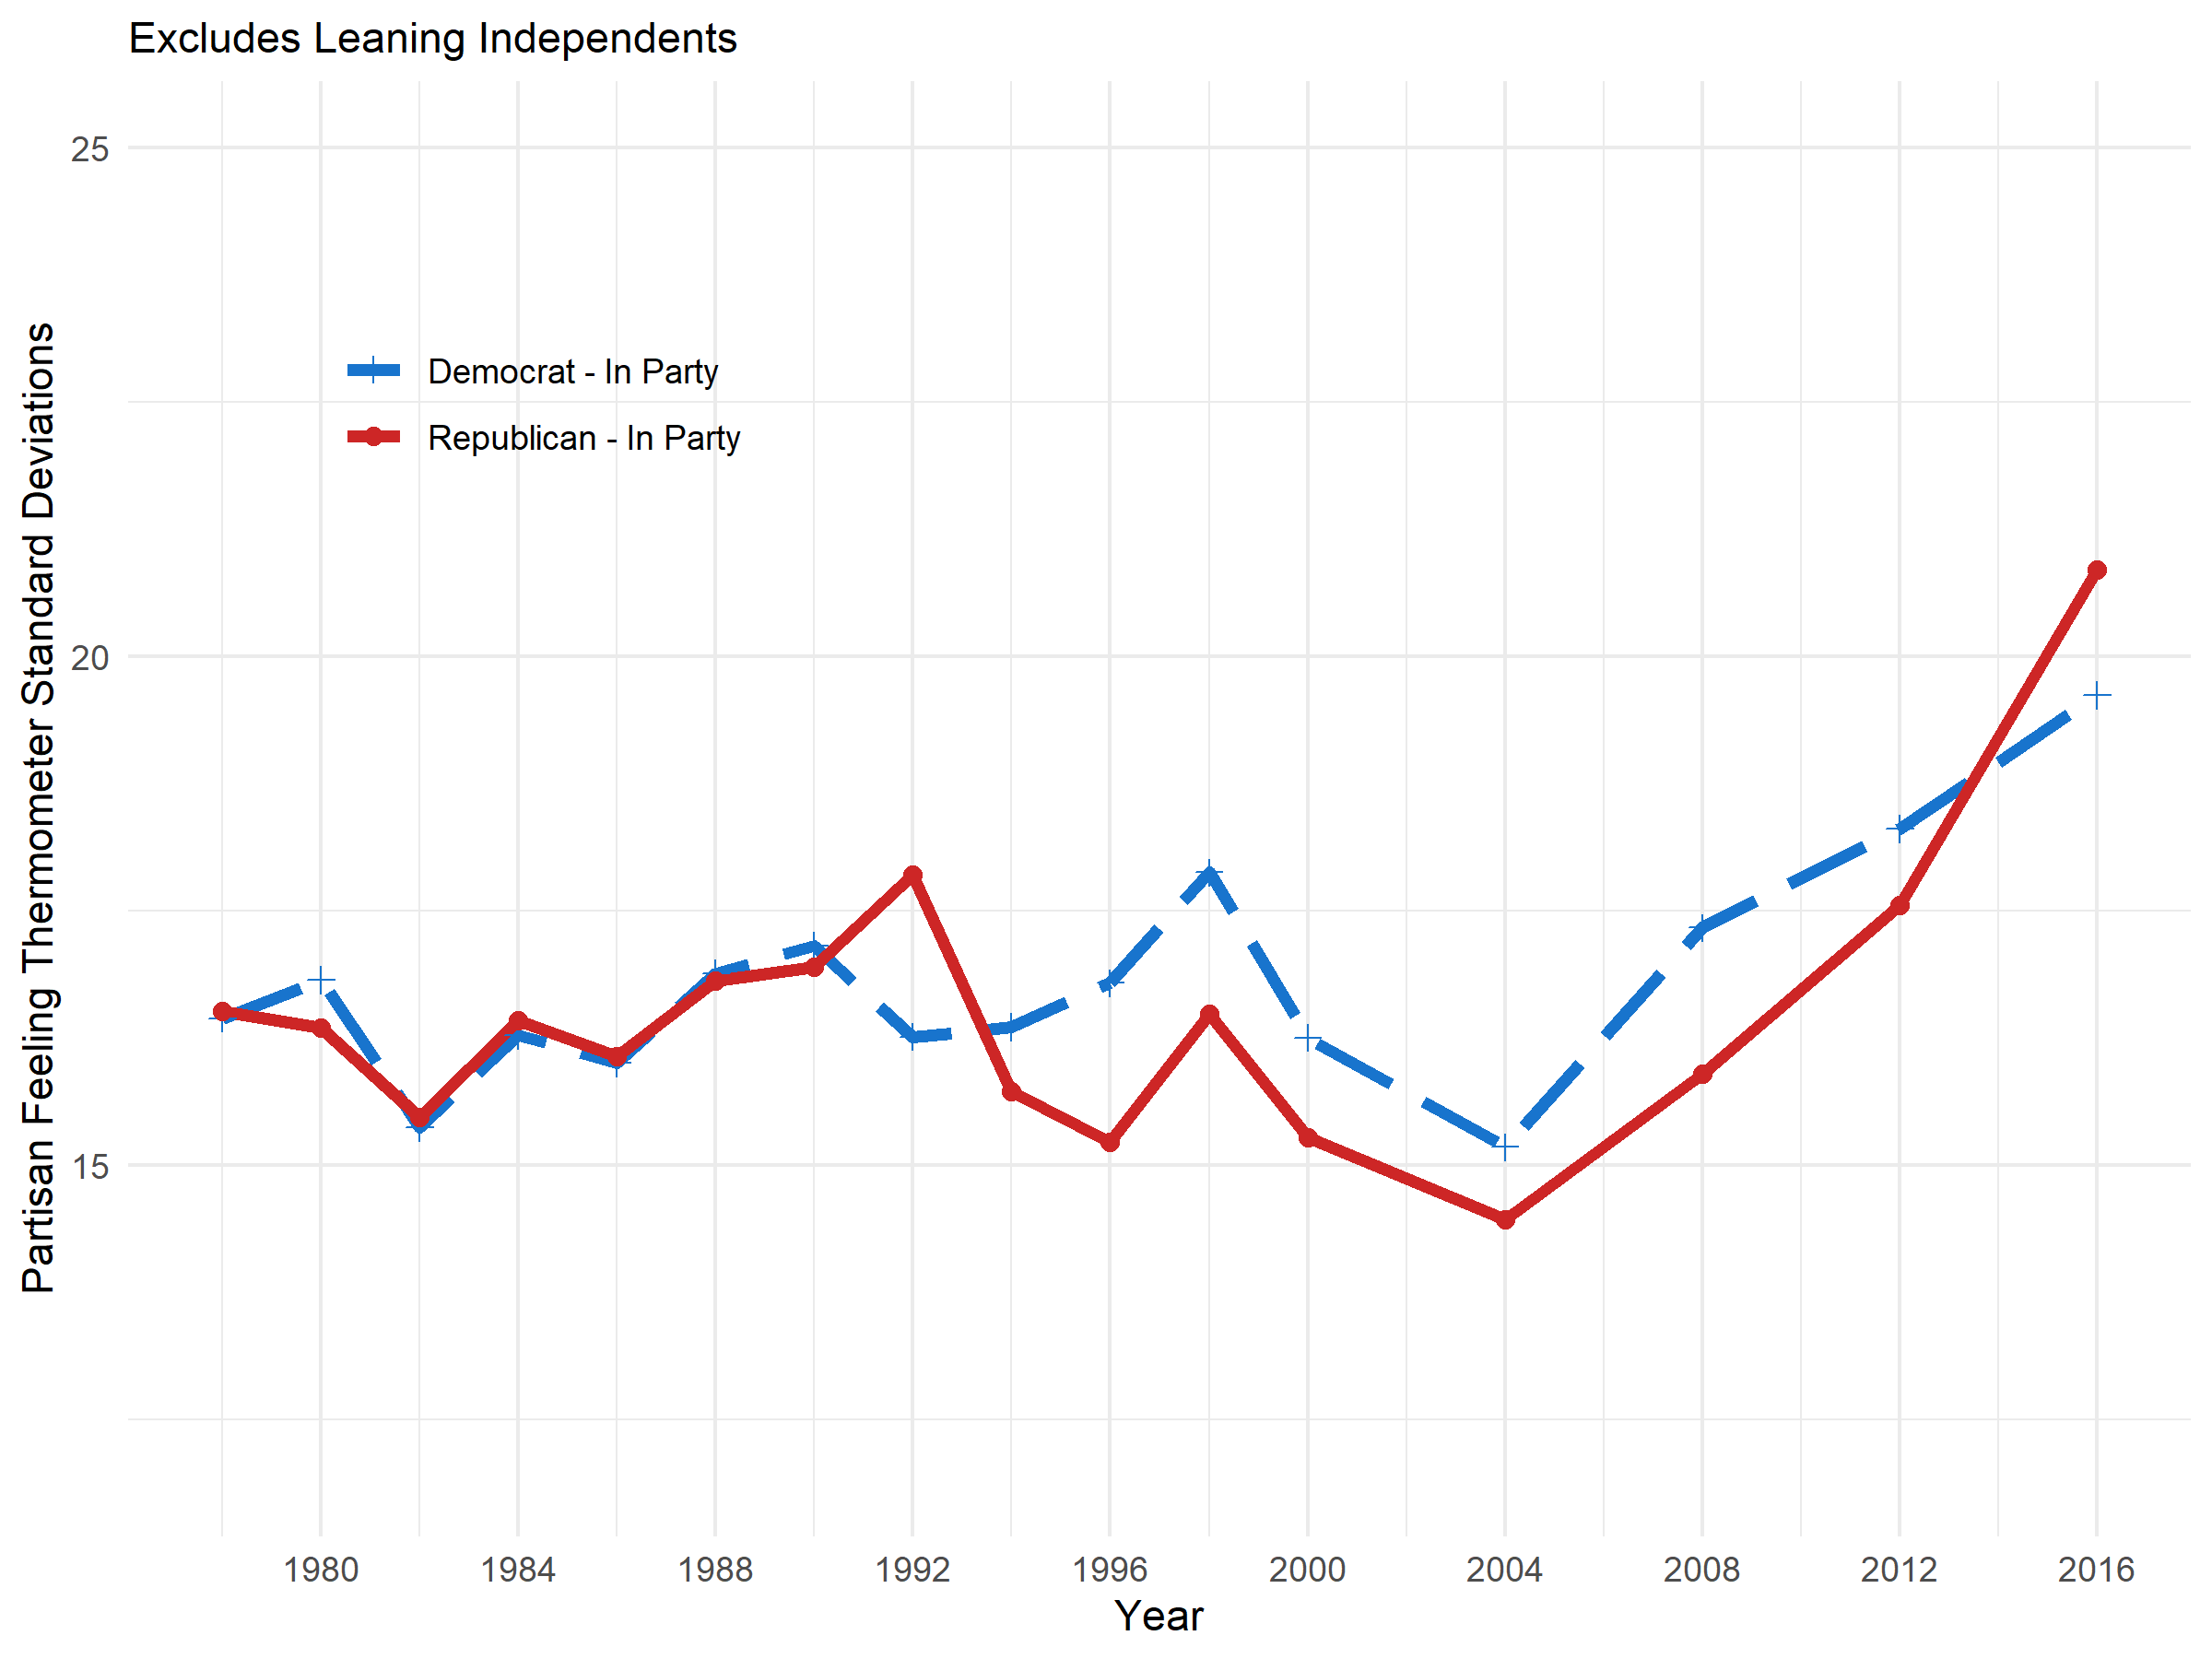 Excludes Leaning Independents
Partisan Feeling Thermometer Standard Deviations
25
20
15
Democrat - In Party
Republican - In Party
1980 1984 1988 1992 1996 2000 2004 2008 2012 2016
Year